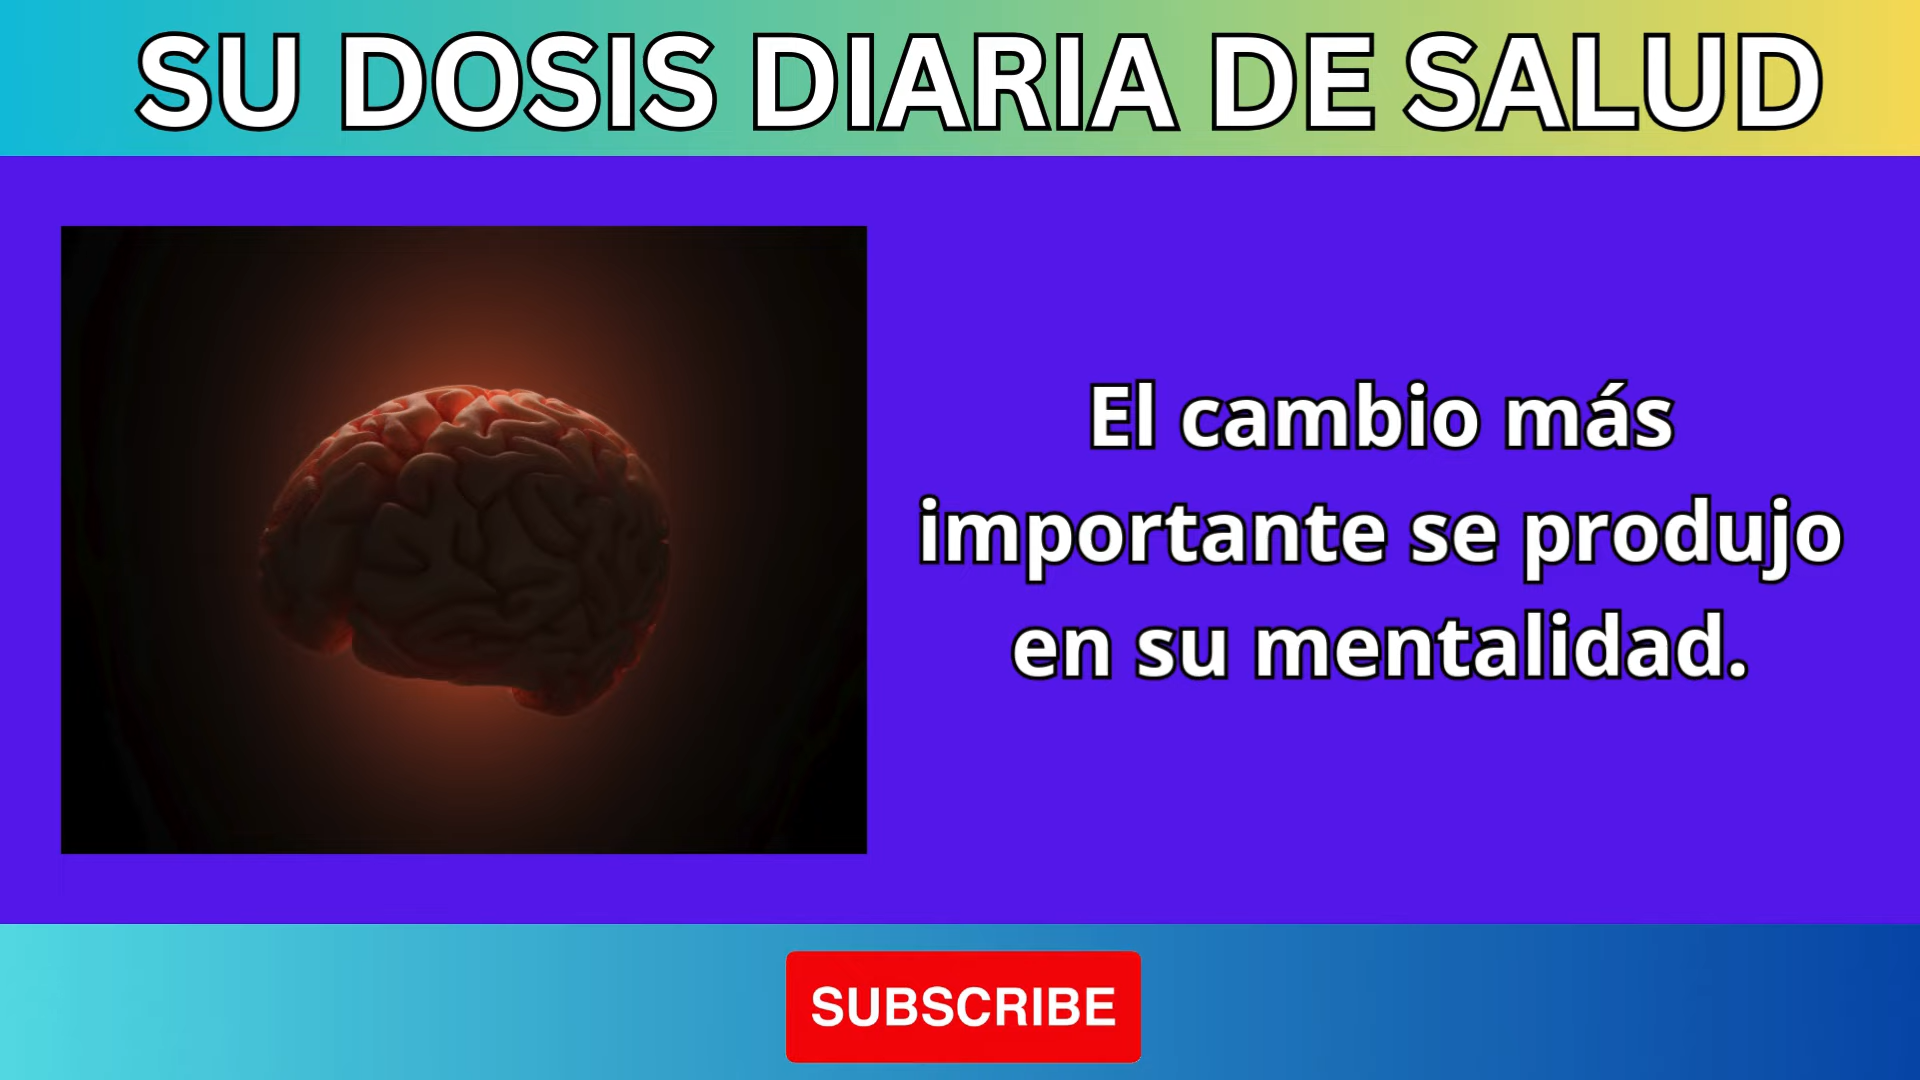 SU DOSIS DIARIA DE SALUD
El cambio más
importante se produjo
en su mentalidad.
SUBSCRIBE